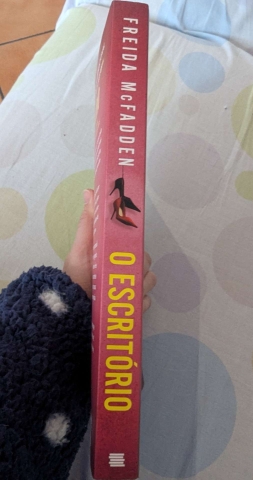 FREIDA McFADDEN
O ESCRITÓRIO